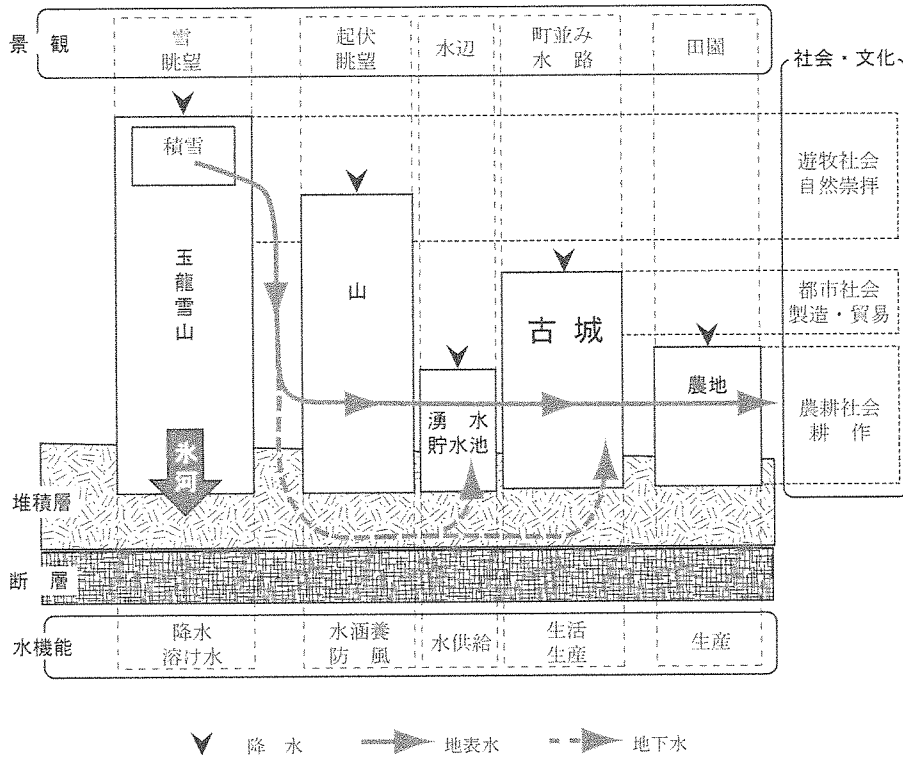 景 観
雪
眺望
起伏
眺望
水辺
町並み
水 路
田園
社会・文化
積雪
玉龍雪山
氷河
山
湧 水
貯水池
古 城
農地
遊牧社会
自然崇拝
都市社会
製造・貿易
農耕社会
耕 作
堆積層
断 層
水機能
降水
溶け水
水涵養
防 風
水供給
生活
生産
生産
降 水
地表水
地下水